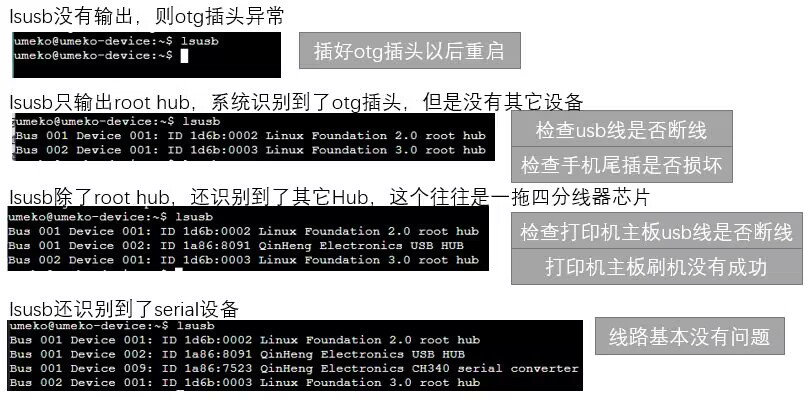 lsusb没有输出，则otg插头异常
umeko@umeko-device:~$ lsusb
umeko@umeko-device:~$
插好otg插头以后重启
lsusb只输出root hub，系统识别到了otg插头，但是没有其它设备
umeko@umeko-device:~$ lsusb
Bus 001 Device 001: ID 1d6b:0002 Linux Foundation 2.0 root hub
Bus 002 Device 001: ID 1d6b:0003 Linux Foundation 3.0 root hub
检查usb线是否断线
检查手机尾插是否损坏
lsusb除了root hub，还识别到了其它Hub，这个往往是一拖四分线器芯片
umeko@umeko-device:~$ lsusb
Bus 001 Device 001: ID 1d6b:0002 Linux Foundation 2.0 root hub
Bus 001 Device 002: ID 1a86:8091 QinHeng Electronics USB HUB
Bus 002 Device 001: ID 1d6b:0003 Linux Foundation 3.0 root hub
检查打印机主板usb线是否断线
打印机主板刷机没有成功
lsusb还识别到了serial设备
umeko@umeko-device:~$ lsusb
Bus 001 Device 001: ID 1d6b:0002 Linux Foundation 2.0 root hub
Bus 001 Device 002: ID 1a86:8091 QinHeng Electronics USB HUB
Bus 001 Device 009: ID 1a86:7523 QinHeng Electronics CH340 serial converter
Bus 002 Device 001: ID 1d6b:0003 Linux Foundation 3.0 root hub
线路基本没有问题